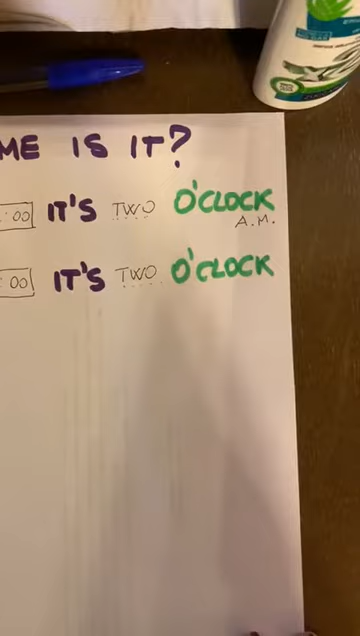 ME IS IT?
:00 IT'S TWO O'CLOCK
A.M.
:00 IT'S TWO O'CLOCK